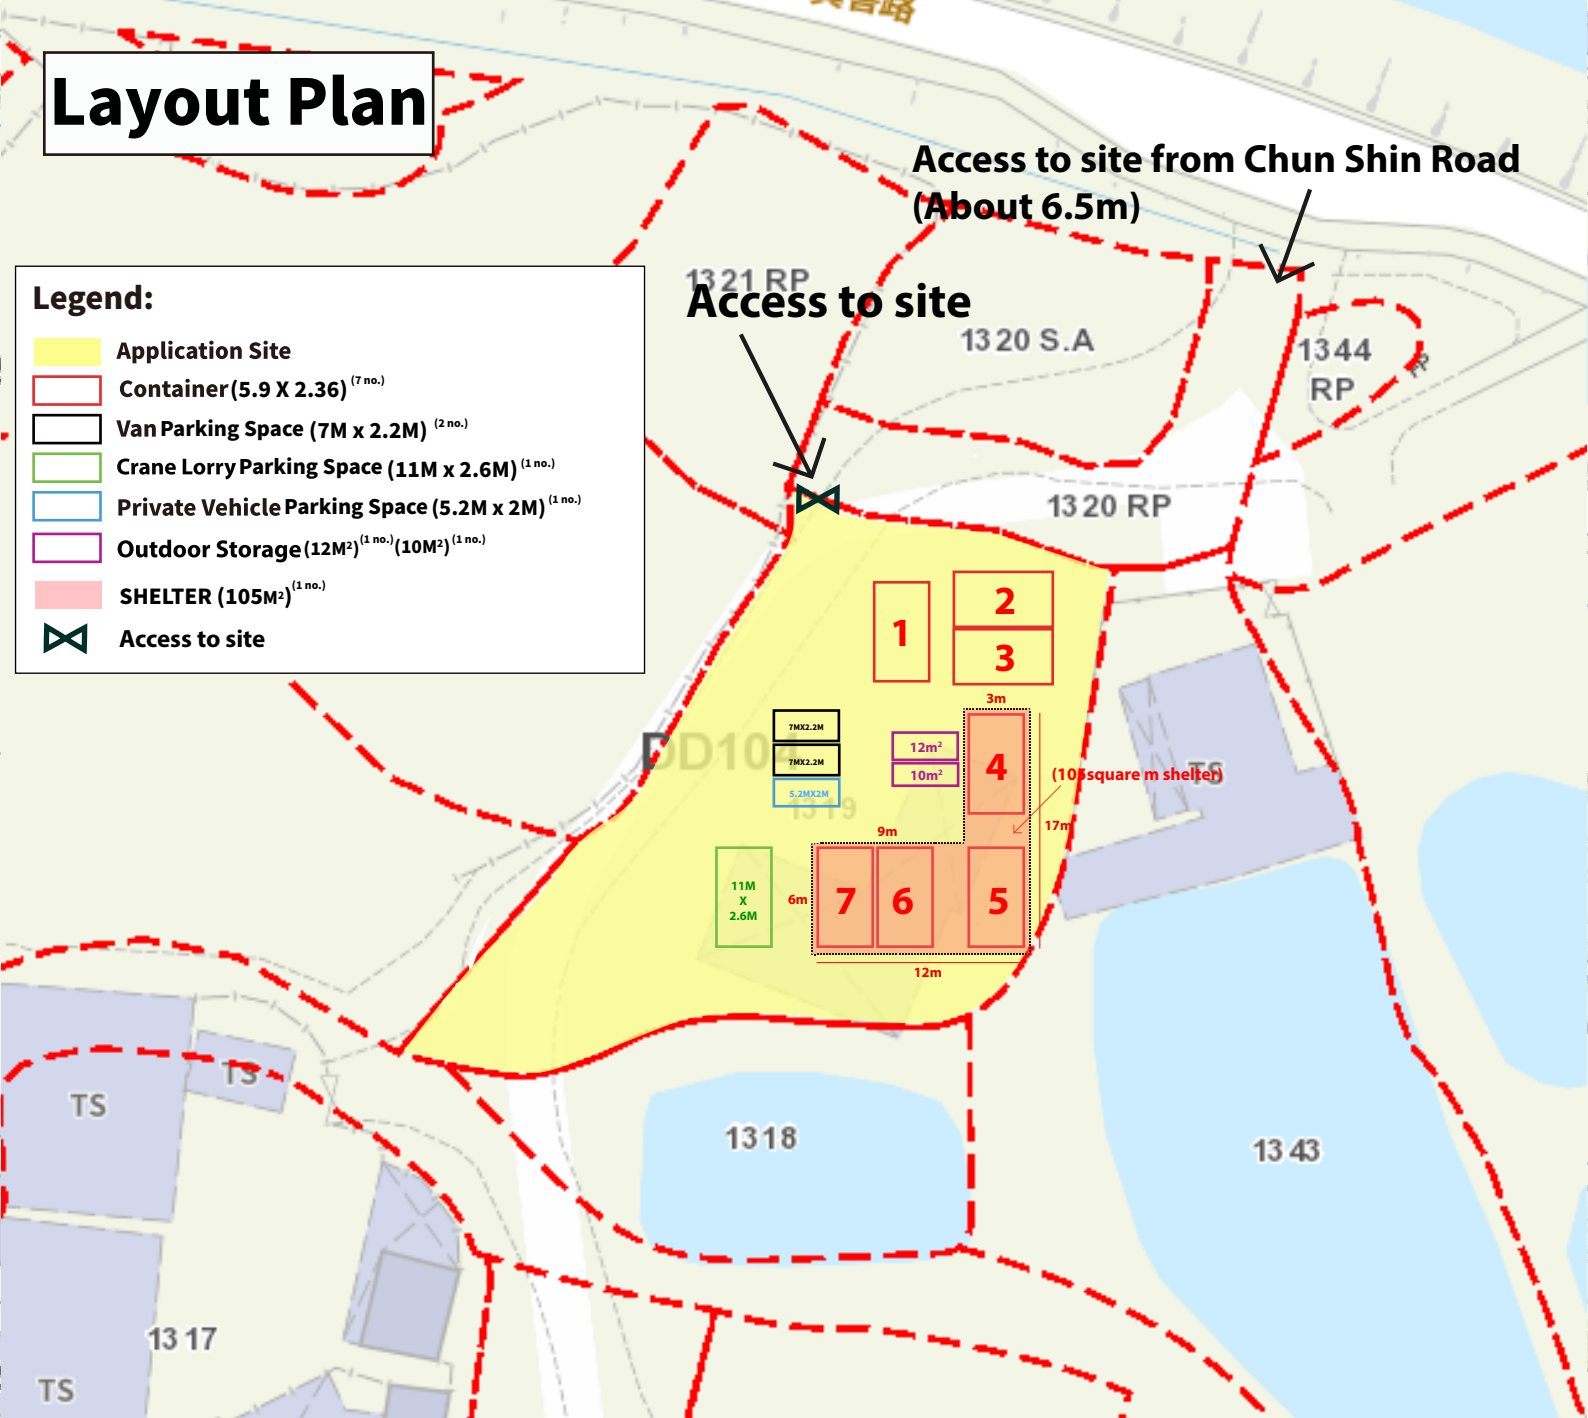 Layout Plan
Access to site from Chun Shin Road
(About 6.5m)
Legend:
Application Site
Container (5.9 X 2.36) (7 no.)
Van Parking Space (7M x 2.2M) (2 no.)
Crane Lorry Parking Space (11M x 2.6M) (1 no.)
Private Vehicle Parking Space (5.2M x 2M) (1 no.)
Outdoor Storage (12M²) (1 no.) (10M²) (1 no.)
SHELTER (105M²) (1 no.)
Access to site
1321 RP
Access to site
1320 S.A
1344
RP
1320 RP
1
2
3
3m
DD104
1319
7MX2.2M
7MX2.2M
5.2MX2M
12m²
10m²
4
(105square m shelter)
TS
17m
9m
11M
X
2.6M
6m
7
6
5
12m
TS
TS
1318
1343
1317
TS